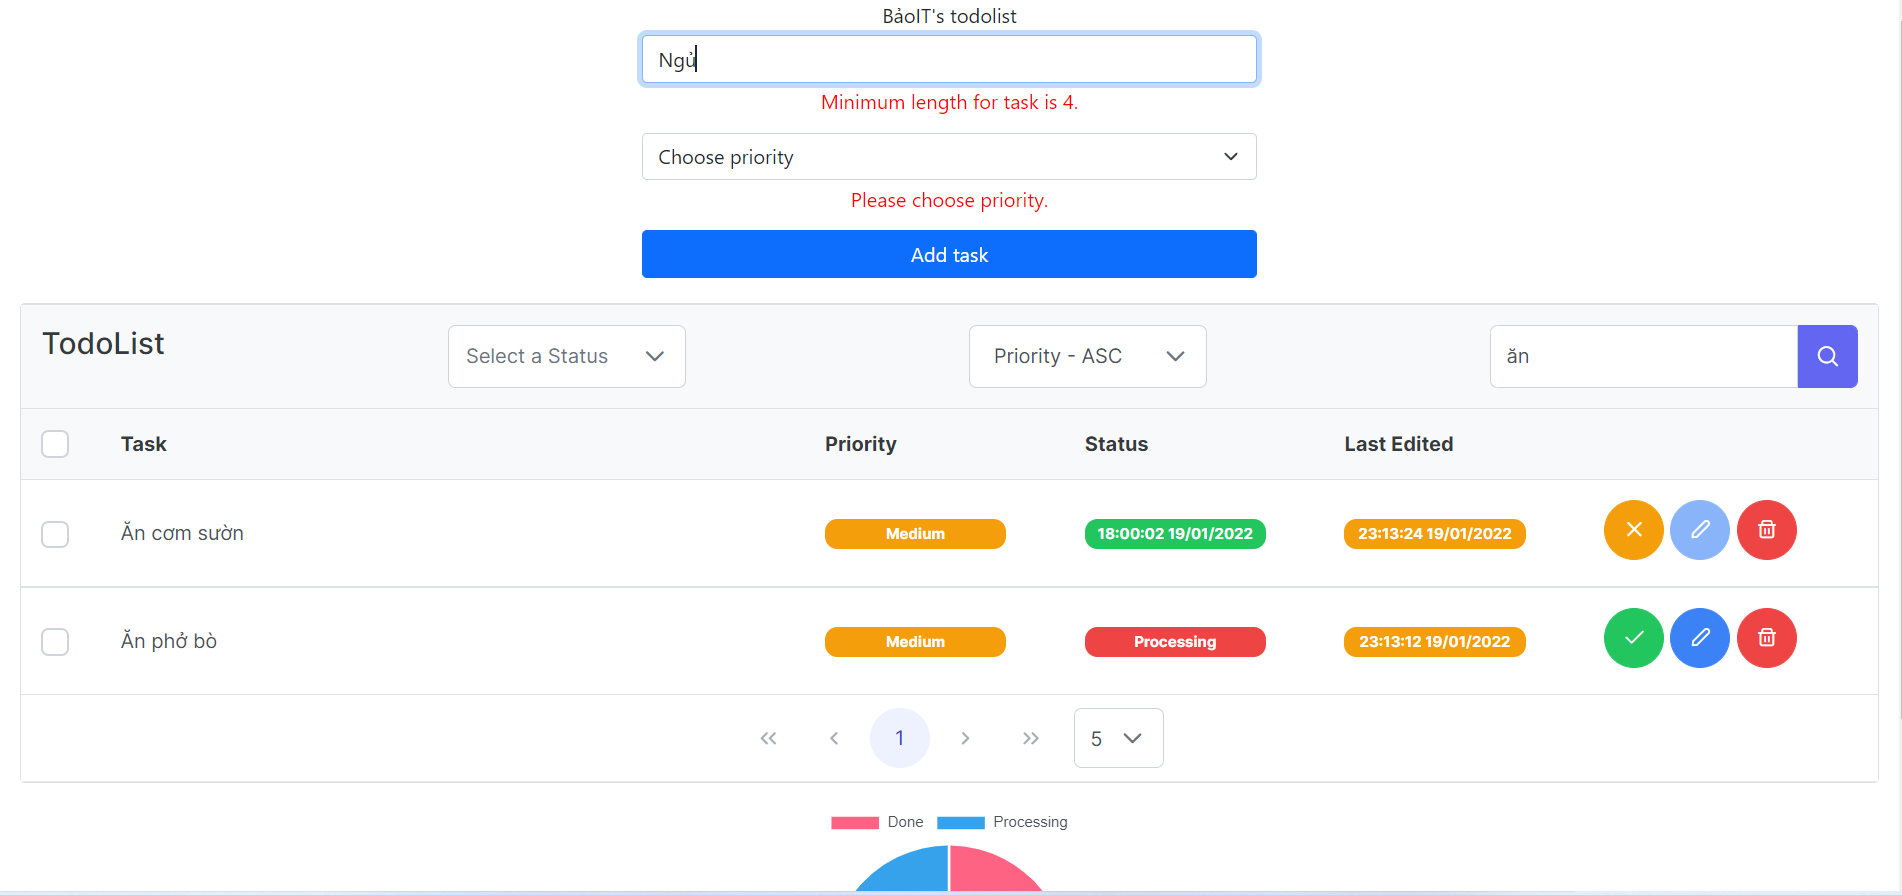 BảoIT's todolist
Ngủ
Minimum length for task is 4.
Choose priority
Please choose priority.
Add task
TodoList
Select a Status
Priority - ASC
ăn
Task Priority Status Last Edited
Ăn cơm sườn Medium 18:00:02 19/01/2022 23:13:24 19/01/2022
Ăn phở bò Medium Processing 23:13:12 19/01/2022
1 5
Done Processing